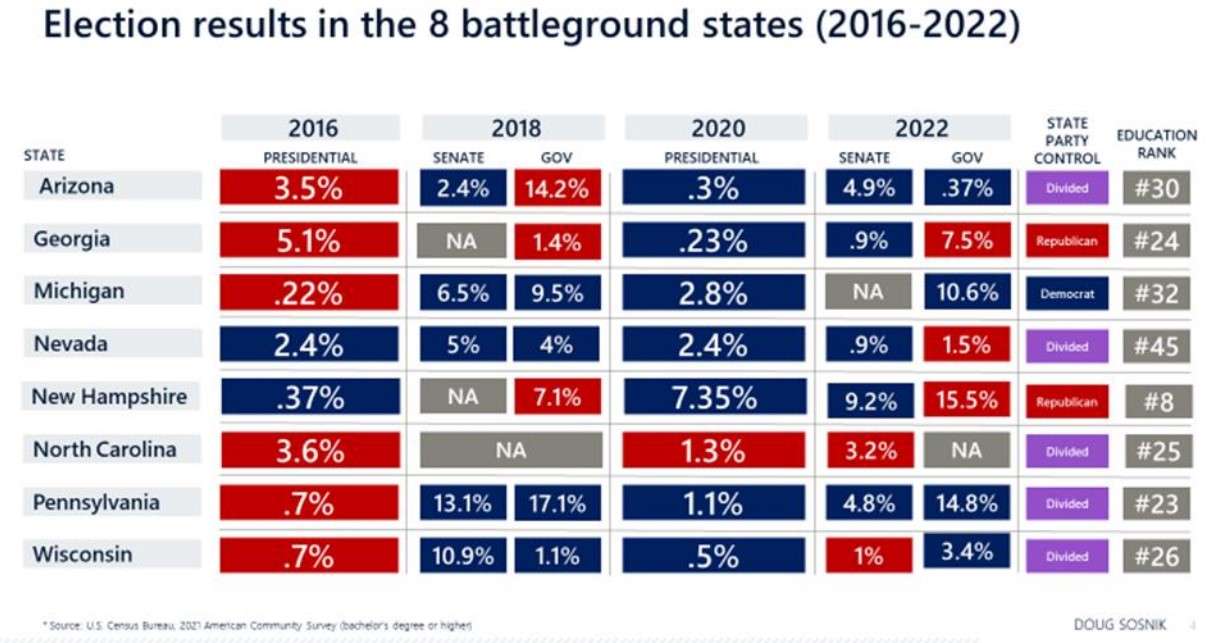 Election results in the 8 battleground states (2016-2022)
2016 2018 2020 2022 STATE PARTY CONTROL EDUCATION RANK
STATE PRESIDENTIAL SENATE GOV PRESIDENTIAL SENATE GOV
Arizona 3.5% 2.4% 14.2% .3% 4.9% .37% Divided #30
Georgia 5.1% NA 1.4% .23% .9% 7.5% Republican #24
Michigan .22% 6.5% 9.5% 2.8% NA 10.6% Democrat #32
Nevada 2.4% 5% 4% 2.4% .9% 1.5% Divided #45
New Hampshire .37% NA 7.1% 7.35% 9.2% 15.5% Republican #8
North Carolina 3.6% NA 1.3% 3.2% NA Divided #25
Pennsylvania .7% 13.1% 17.1% 1.1% 4.8% 14.8% Divided #23
Wisconsin .7% 10.9% 1.1% .5% 1% 3.4% Divided #26
* Source: U.S. Census Bureau, 2021 American Community Survey (bachelor's degree or higher)
DOUG SOSNIK 4